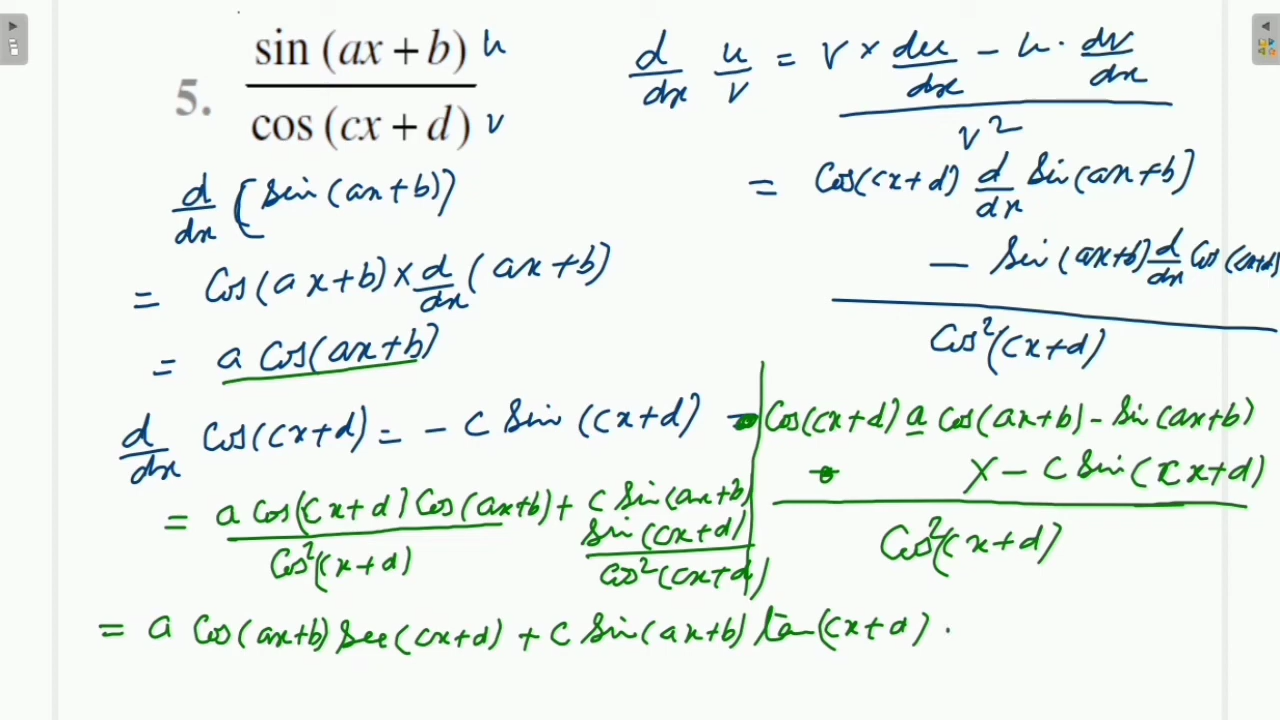 5. sin (ax + b) / cos (cx + d) u v
d/dx u/v = v × du/dx - u · dv/dx / v²
d/dx [sin (ax+b)]
= Cos(cx+d) d/dx Sin(ax+b)
- Sin(ax+b) d/dx Cos(cx+d) / Cos²(cx+d)
= Cos(ax+b) × d/dx (ax+b)
= a Cos(ax+b)
d/dx Cos(cx+d) = - c Sin (cx+d)
Cos(cx+d) a Cos(ax+b) - Sin(ax+b)
× - c Sin(cx+d) / Cos²(cx+d)
= a Cos(cx+d) Cos(ax+b) / Cos²(cx+d) + c Sin(ax+b) Sin(cx+d) / Cos²(cx+d)
= a Cos(ax+b) Sec(cx+d) + c Sin(ax+b) tan(cx+d) .